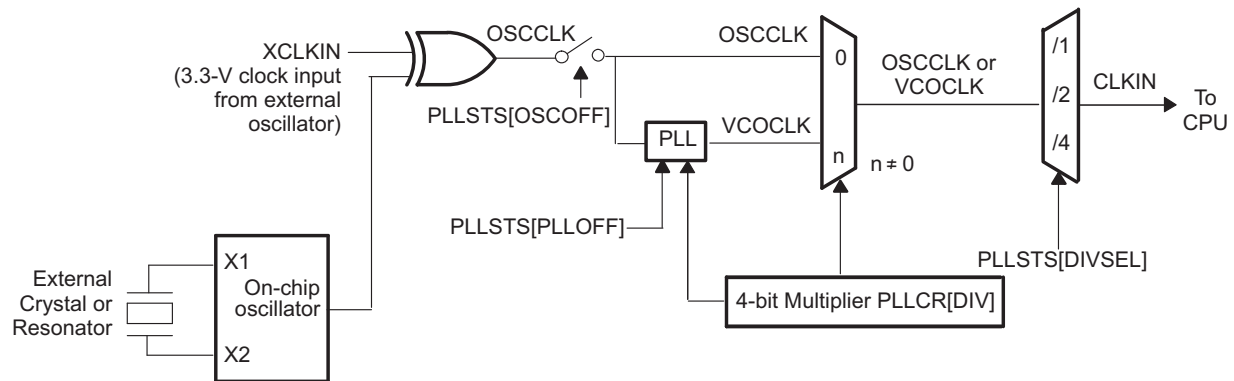 OSCCLK
XCLKIN
(3.3-V clock input
from external
oscillator)
PLLSTS[OSCOFF]
OSCCLK
0
OSCCLK or
VCOCLK
/1
/2
/4
CLKIN
To
CPU
PLL
VCOCLK
n
n ≠ 0
PLLSTS[PLLOFF]
PLLSTS[DIVSEL]
4-bit Multiplier PLLCR[DIV]
External
Crystal or
Resonator
X1
On-chip
oscillator
X2